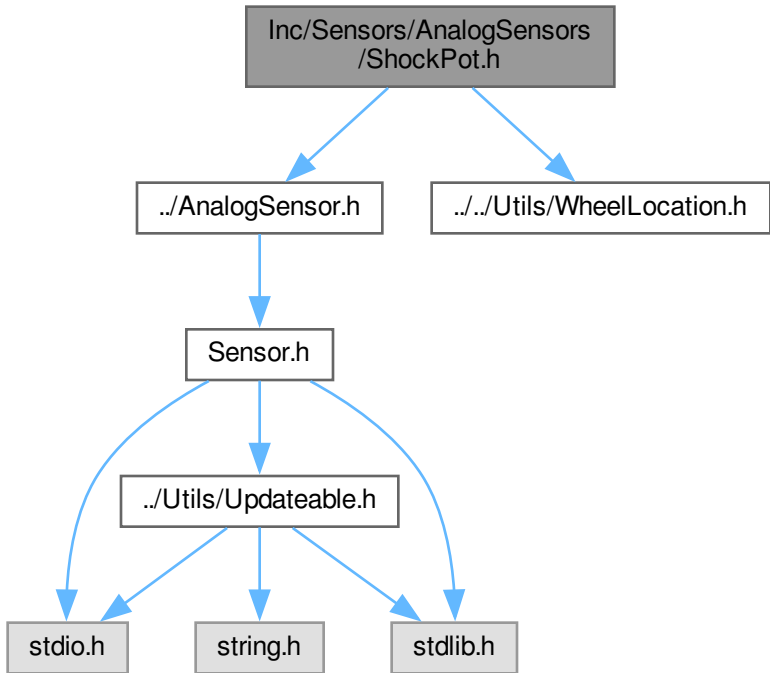 Inc/Sensors/AnalogSensors
/ShockPot.h
../AnalogSensor.h
../../Utils/WheelLocation.h
Sensor.h
../Utils/Updateable.h
stdio.h
string.h
stdlib.h